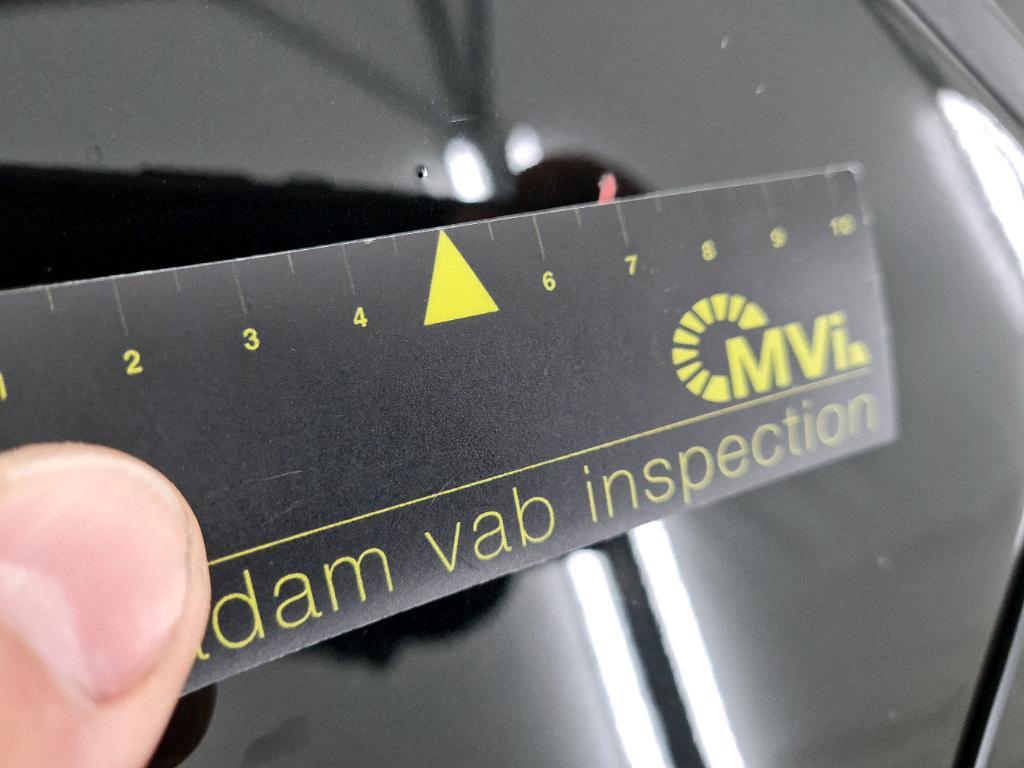 1 2 3 4 6 7 8 9 10
MVi
dam vab inspection